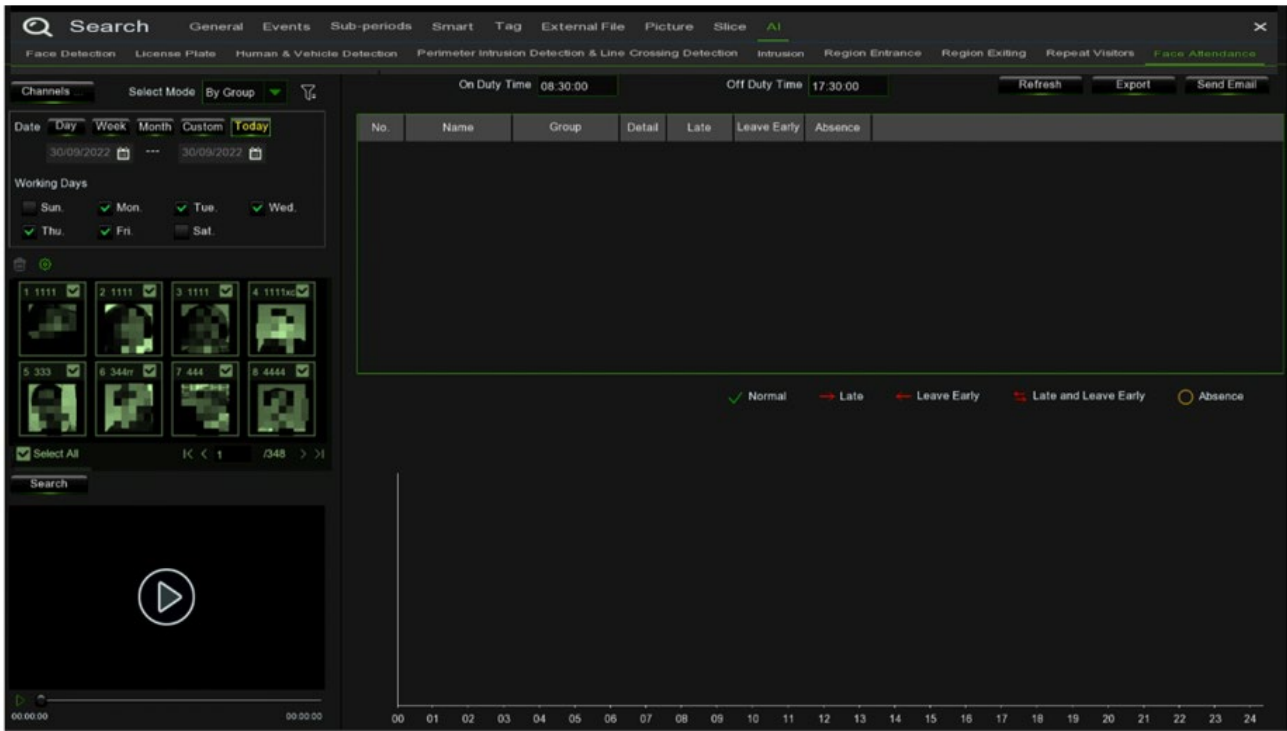 Search General Events Sub-periods Smart Tag External File Picture Slice AI
Face Detection License Plate Human & Vehicle Detection Perimeter Intrusion Detection & Line Crossing Detection Intrusion Region Entrance Region Exiting Repeat Visitors Face Attendance
Channels ... Select Mode By Group On Duty Time 08:30:00 Off Duty Time 17:30:00 Refresh Export Send Email
Date Day Week Month Custom Today
30/09/2022 --- 30/09/2022
No. Name Group Detail Late Leave Early Absence
Working Days
Sun. Mon. Tue. Wed.
Thu. Fri. Sat.
1 1111 2 1111 3 1111 4 1111xc
5 333 6 344rr 7 444 8 4444
Normal Late Leave Early Late and Leave Early Absence
Select All 1 /348
Search
00:00:00 00:00:00
00 01 02 03 04 05 06 07 08 09 10 11 12 13 14 15 16 17 18 19 20 21 22 23 24